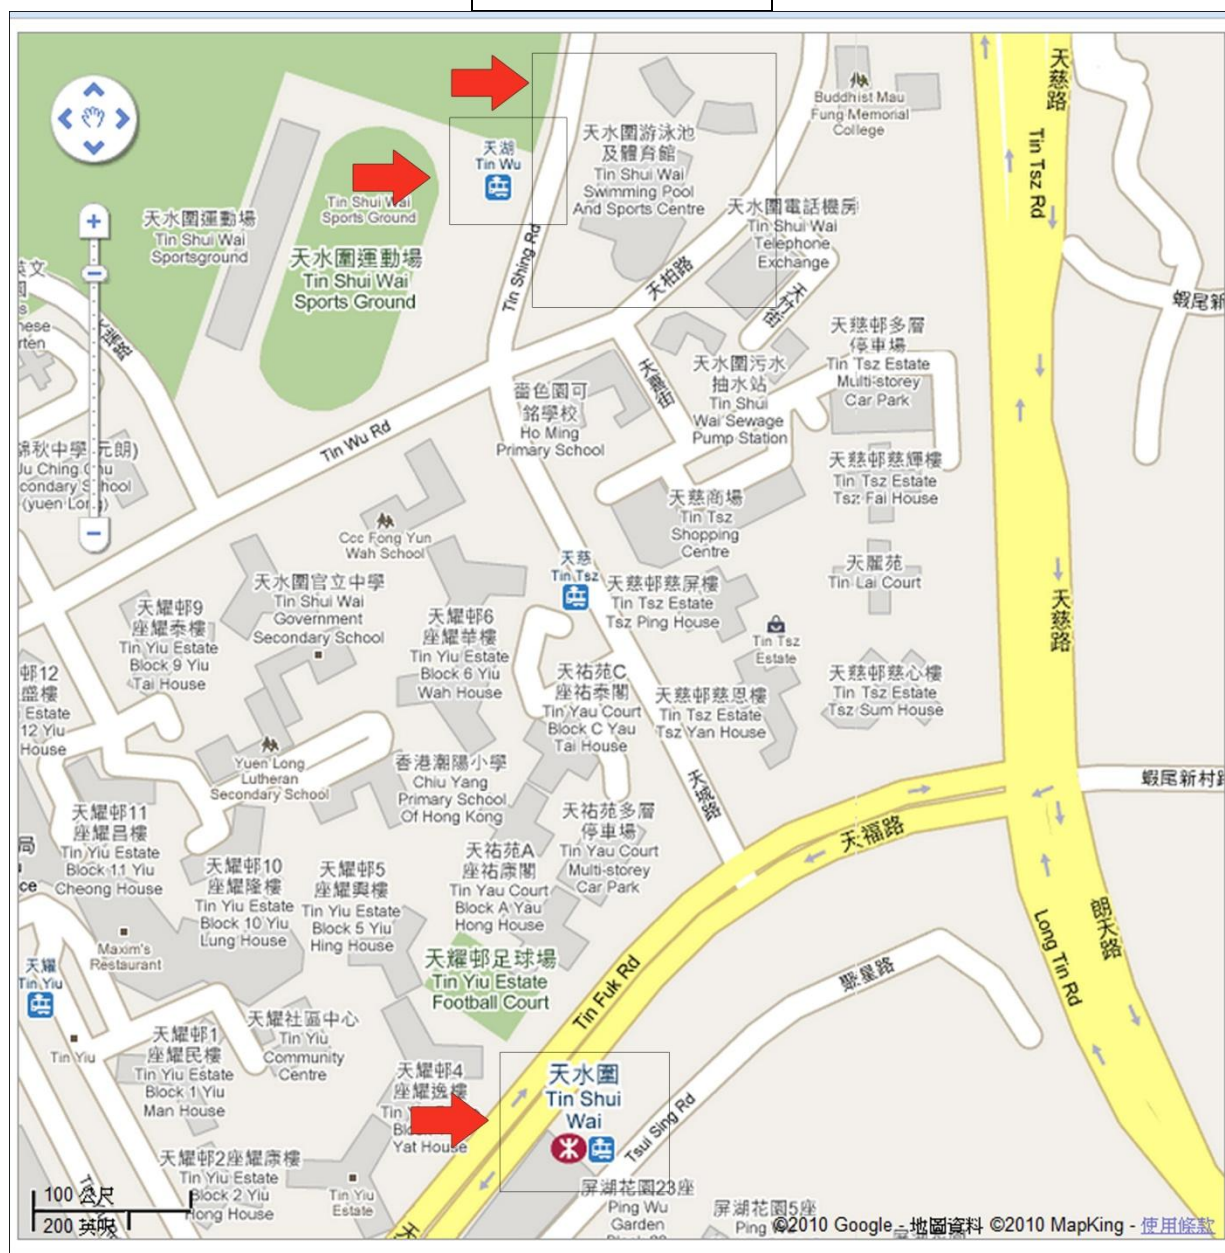 天慈路
Buddhist Mau
Fung Memorial
College
天湖
Tin Wu
天水圍游泳池
及體育館
Tin Shui Wai
Swimming Pool
And Sports Centre
Tin Tsz Rd
天水圍運動場
Tin Shui Wai
Sportsground
Tin Shui Wai
Sports Ground
天水圍運動場
Tin Shui Wai
Sports Ground
天水圍電話機房
Tin Shui Wai
Telephone
Exchange
Tin Shing Rd
天柏路
英文
天慈邨多層
停車場
Tin Tsz Estate
Multi-storey
Car Park
天水圍污水
抽水站
Tin Shui
Wai Sewage
Pump Station
嗇色園可
銘學校
Ho Ming
Primary School
Tin Wu Rd
元朗)
(yuen Long)
天慈邨慈輝樓
Tin Tsz Estate
Tsz Fai House
天慈商場
Tin Tsz
Shopping
Centre
Ccc Fong Yun
Wah School
天慈
Tin Tsz
天麗苑
Tin Lai Court
天水圍官立中學
Tin Shui Wai
Government
Secondary School
天慈邨慈屏樓
Tin Tsz Estate
Tsz Ping House
天耀邨9
座耀泰樓
Tin Yiu Estate
Block 9 Yiu
Tai House
天耀邨6
座耀華樓
Tin Yiu Estate
Block 6 Yiu
Wah House
天慈路
Tin Tsz
Estate
邨12
盛樓
Estate
12 Yiu
House
天祐苑C
座祐泰閣
Tin Yau Court
Block C Yau
Tai House
天慈邨慈恩樓
Tin Tsz Estate
Tsz Yan House
天慈邨慈心樓
Tin Tsz Estate
Tsz Sum House
Yuen Long
Lutheran
Secondary School
香港潮陽小學
Chiu Yang
Primary School
Of Hong Kong
天城路
蝦尾新村路
天耀邨11
座耀昌樓
Tin Yiu Estate
Block 11 Yiu
Cheong House
天祐苑多層
停車場
Tin Yau Court
Multi-storey
Car Park
天福路
天耀邨10
座耀隆樓
Tin Yiu Estate
Block 10 Yiu
Lung House
天耀邨5
座耀興樓
Tin Yiu Estate
Block 5 Yiu
Hing House
天祐苑A
座祐康閣
Tin Yau Court
Block A Yau
Hong House
Maxim's
Restaurant
天耀
Tin Yiu
天耀邨足球場
Tin Yiu Estate
Football Court
Tin Fuk Rd
聚星路
Long Tin Rd
朗天路
Tin Yiu
天耀邨1
座耀民樓
Tin Yiu Estate
Block 1 Yiu
Man House
天耀社區中心
Tin Yiu
Community
Centre
天耀邨4
座耀逸樓
Yat House
天水圍
Tin Shui
Wai
Tsui Sing Rd
天耀邨2座耀康樓
Tin Yiu Estate
Block 2 Yiu
Hong House
Tin Yiu
Estate
屏湖花園23座
Ping Wu
Garden
屏湖花園5座
100 公尺
200 英呎
©2010 Google - 地圖資料 ©2010 MapKing - 使用條款